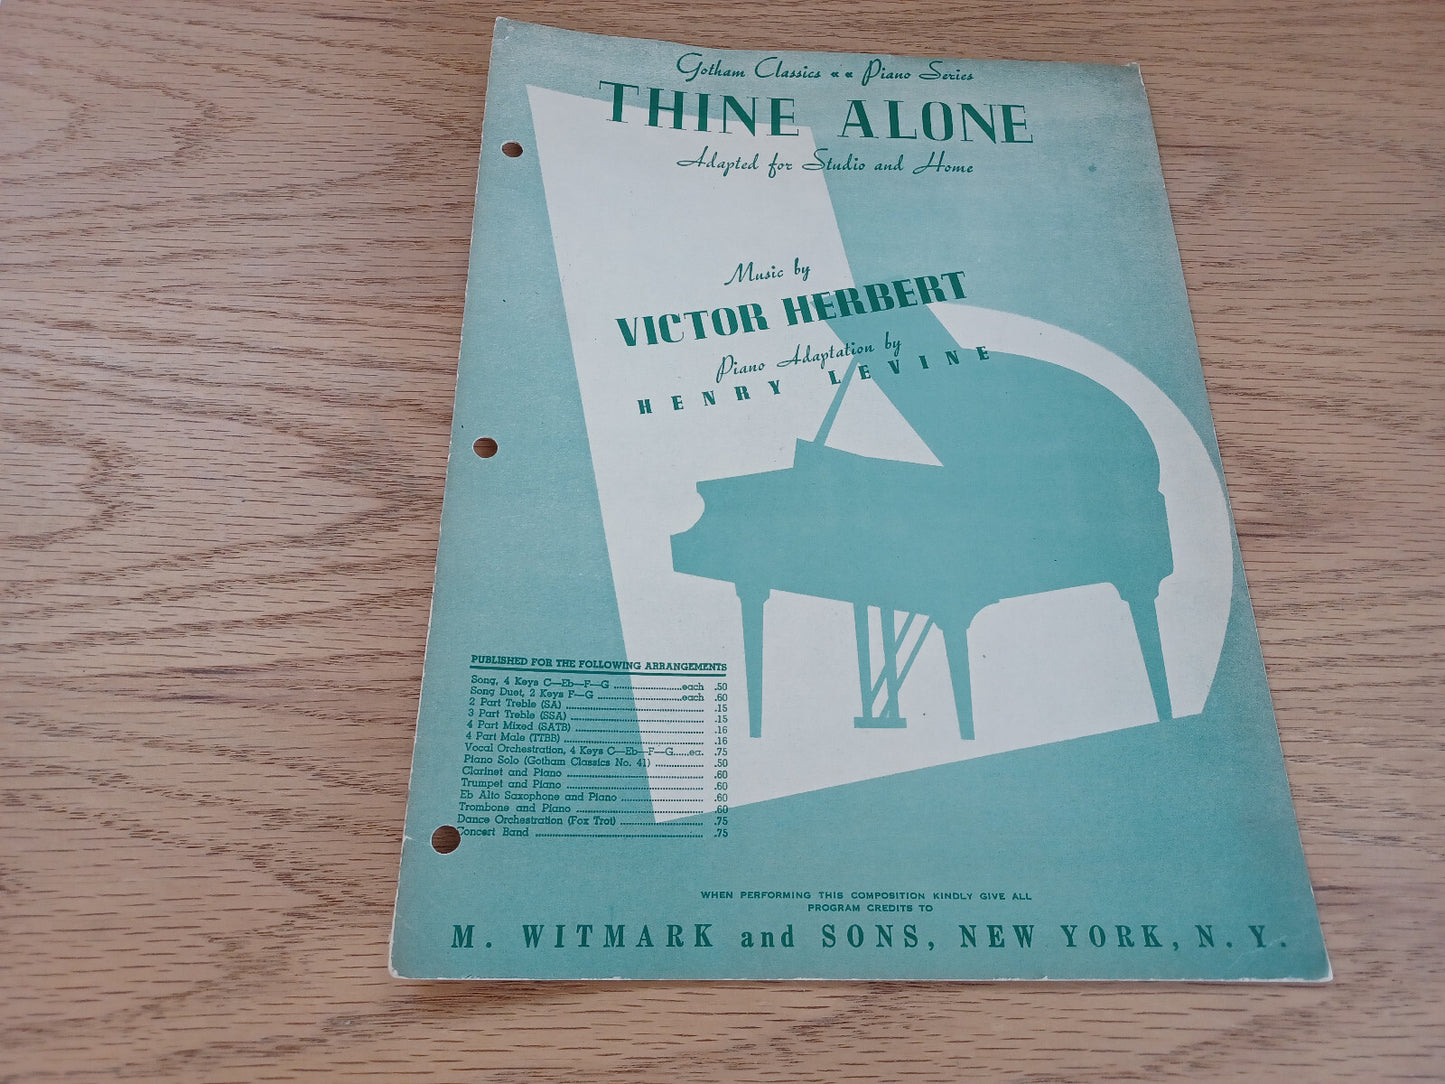 Gotham Classics « « Piano Series
THINE ALONE
Adapted for Studio and Home
Music by
VICTOR HERBERT
Piano Adaptation by
HENRY LEVINE
PUBLISHED FOR THE FOLLOWING ARRANGEMENTS
Song, 4 Keys C—Eb—F—G ........................each .50
Song Duet, 2 Keys F—G ..............................each .60
2 Part Treble (SA) .................................................. .15
3 Part Treble (SSA) ................................................ .15
4 Part Mixed (SATB) ............................................... .16
4 Part Male (TTBB) ................................................. .16
Vocal Orchestration, 4 Keys C—Eb—F—G......ea. .75
Piano Solo (Gotham Classics No. 41) .................. .50
Clarinet and Piano .................................................. .60
Trumpet and Piano .................................................. .60
Eb Alto Saxophone and Piano .............................. .60
Trombone and Piano ............................................... .60
Dance Orchestration (Fox Trot) ............................. .75
Concert Band ............................................................ .75
WHEN PERFORMING THIS COMPOSITION KINDLY GIVE ALL
PROGRAM CREDITS TO
M. WITMARK and SONS, NEW YORK, N. Y.